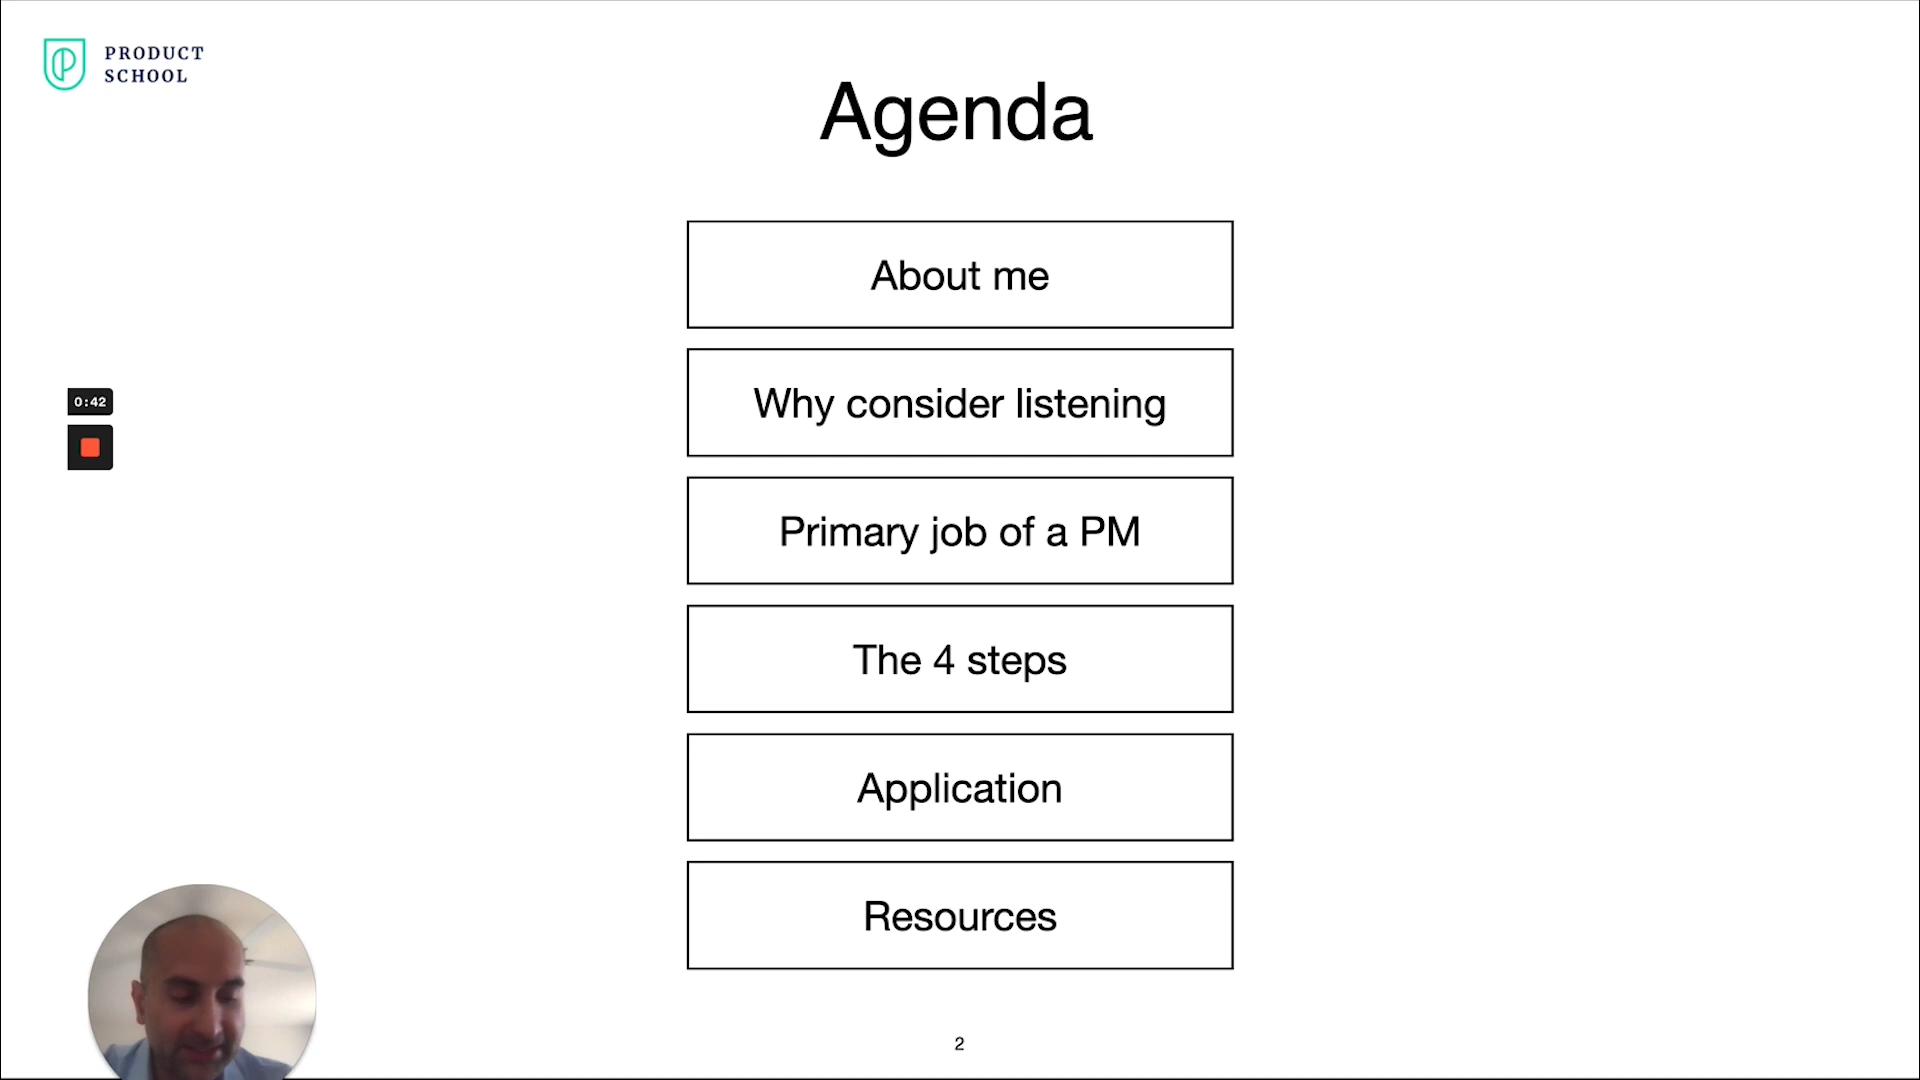 PRODUCT
SCHOOL
Agenda
About me
Why consider listening
0:42
Primary job of a PM
The 4 steps
Application
Resources
2